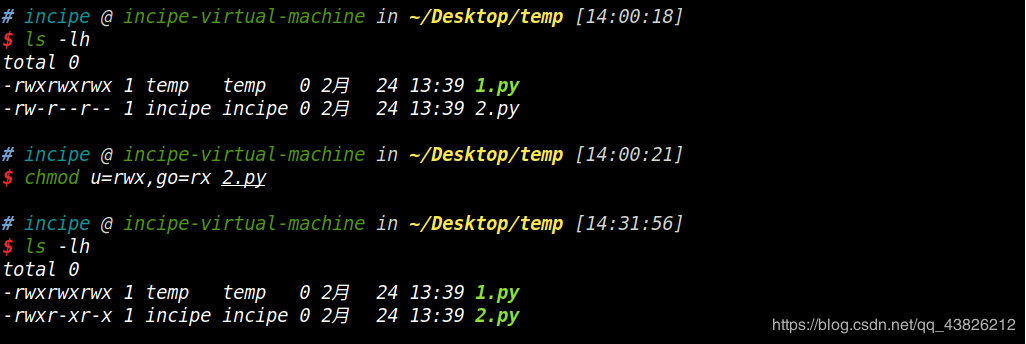 # incipe @ incipe-virtual-machine in ~/Desktop/temp [14:00:18]
$ ls -lh
total 0
-rwxrwxrwx 1 temp   temp   0 2月  24 13:39 1.py
-rw-r--r-- 1 incipe incipe 0 2月  24 13:39 2.py
# incipe @ incipe-virtual-machine in ~/Desktop/temp [14:00:21]
$ chmod u=rwx,go=rx 2.py
# incipe @ incipe-virtual-machine in ~/Desktop/temp [14:31:56]
$ ls -lh
total 0
-rwxrwxrwx 1 temp   temp   0 2月  24 13:39 1.py
-rwxr-xr-x 1 incipe incipe 0 2月  24 13:39 2.py
https://blog.csdn.net/qq_43826212